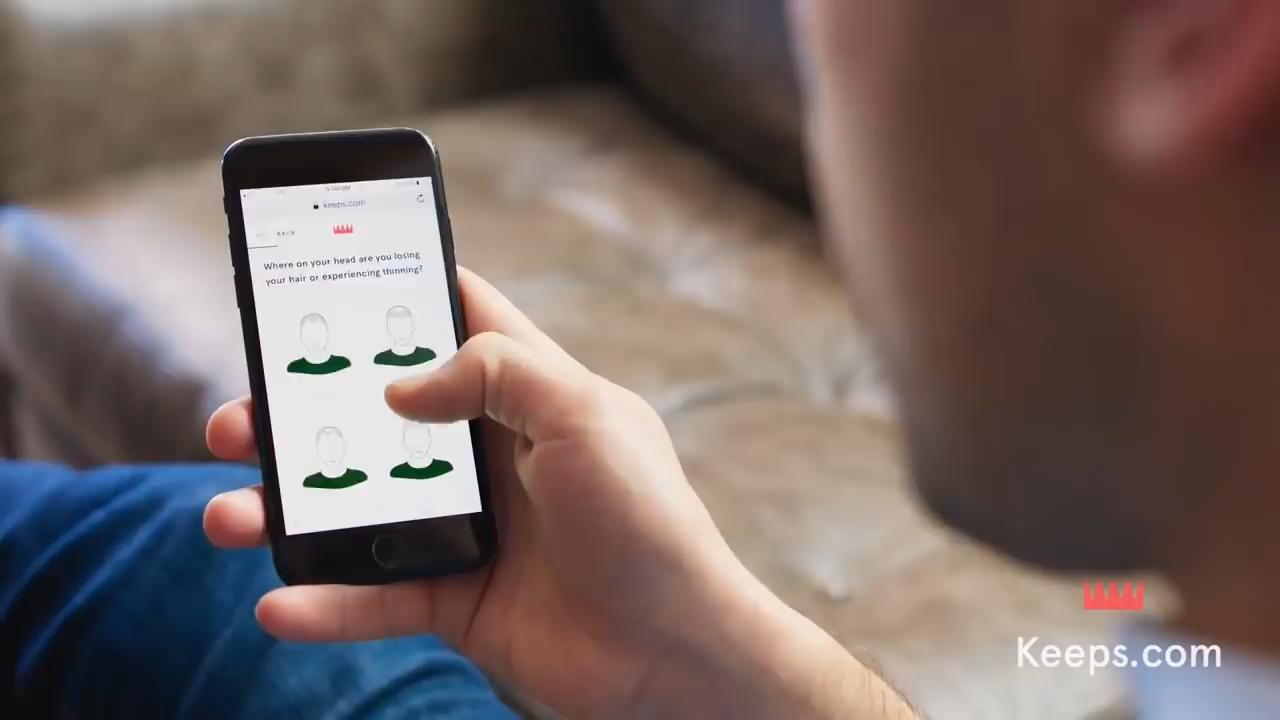 keeps.com
BACK
Where on your head are you losing
your hair or experiencing thinning?
Keeps.com